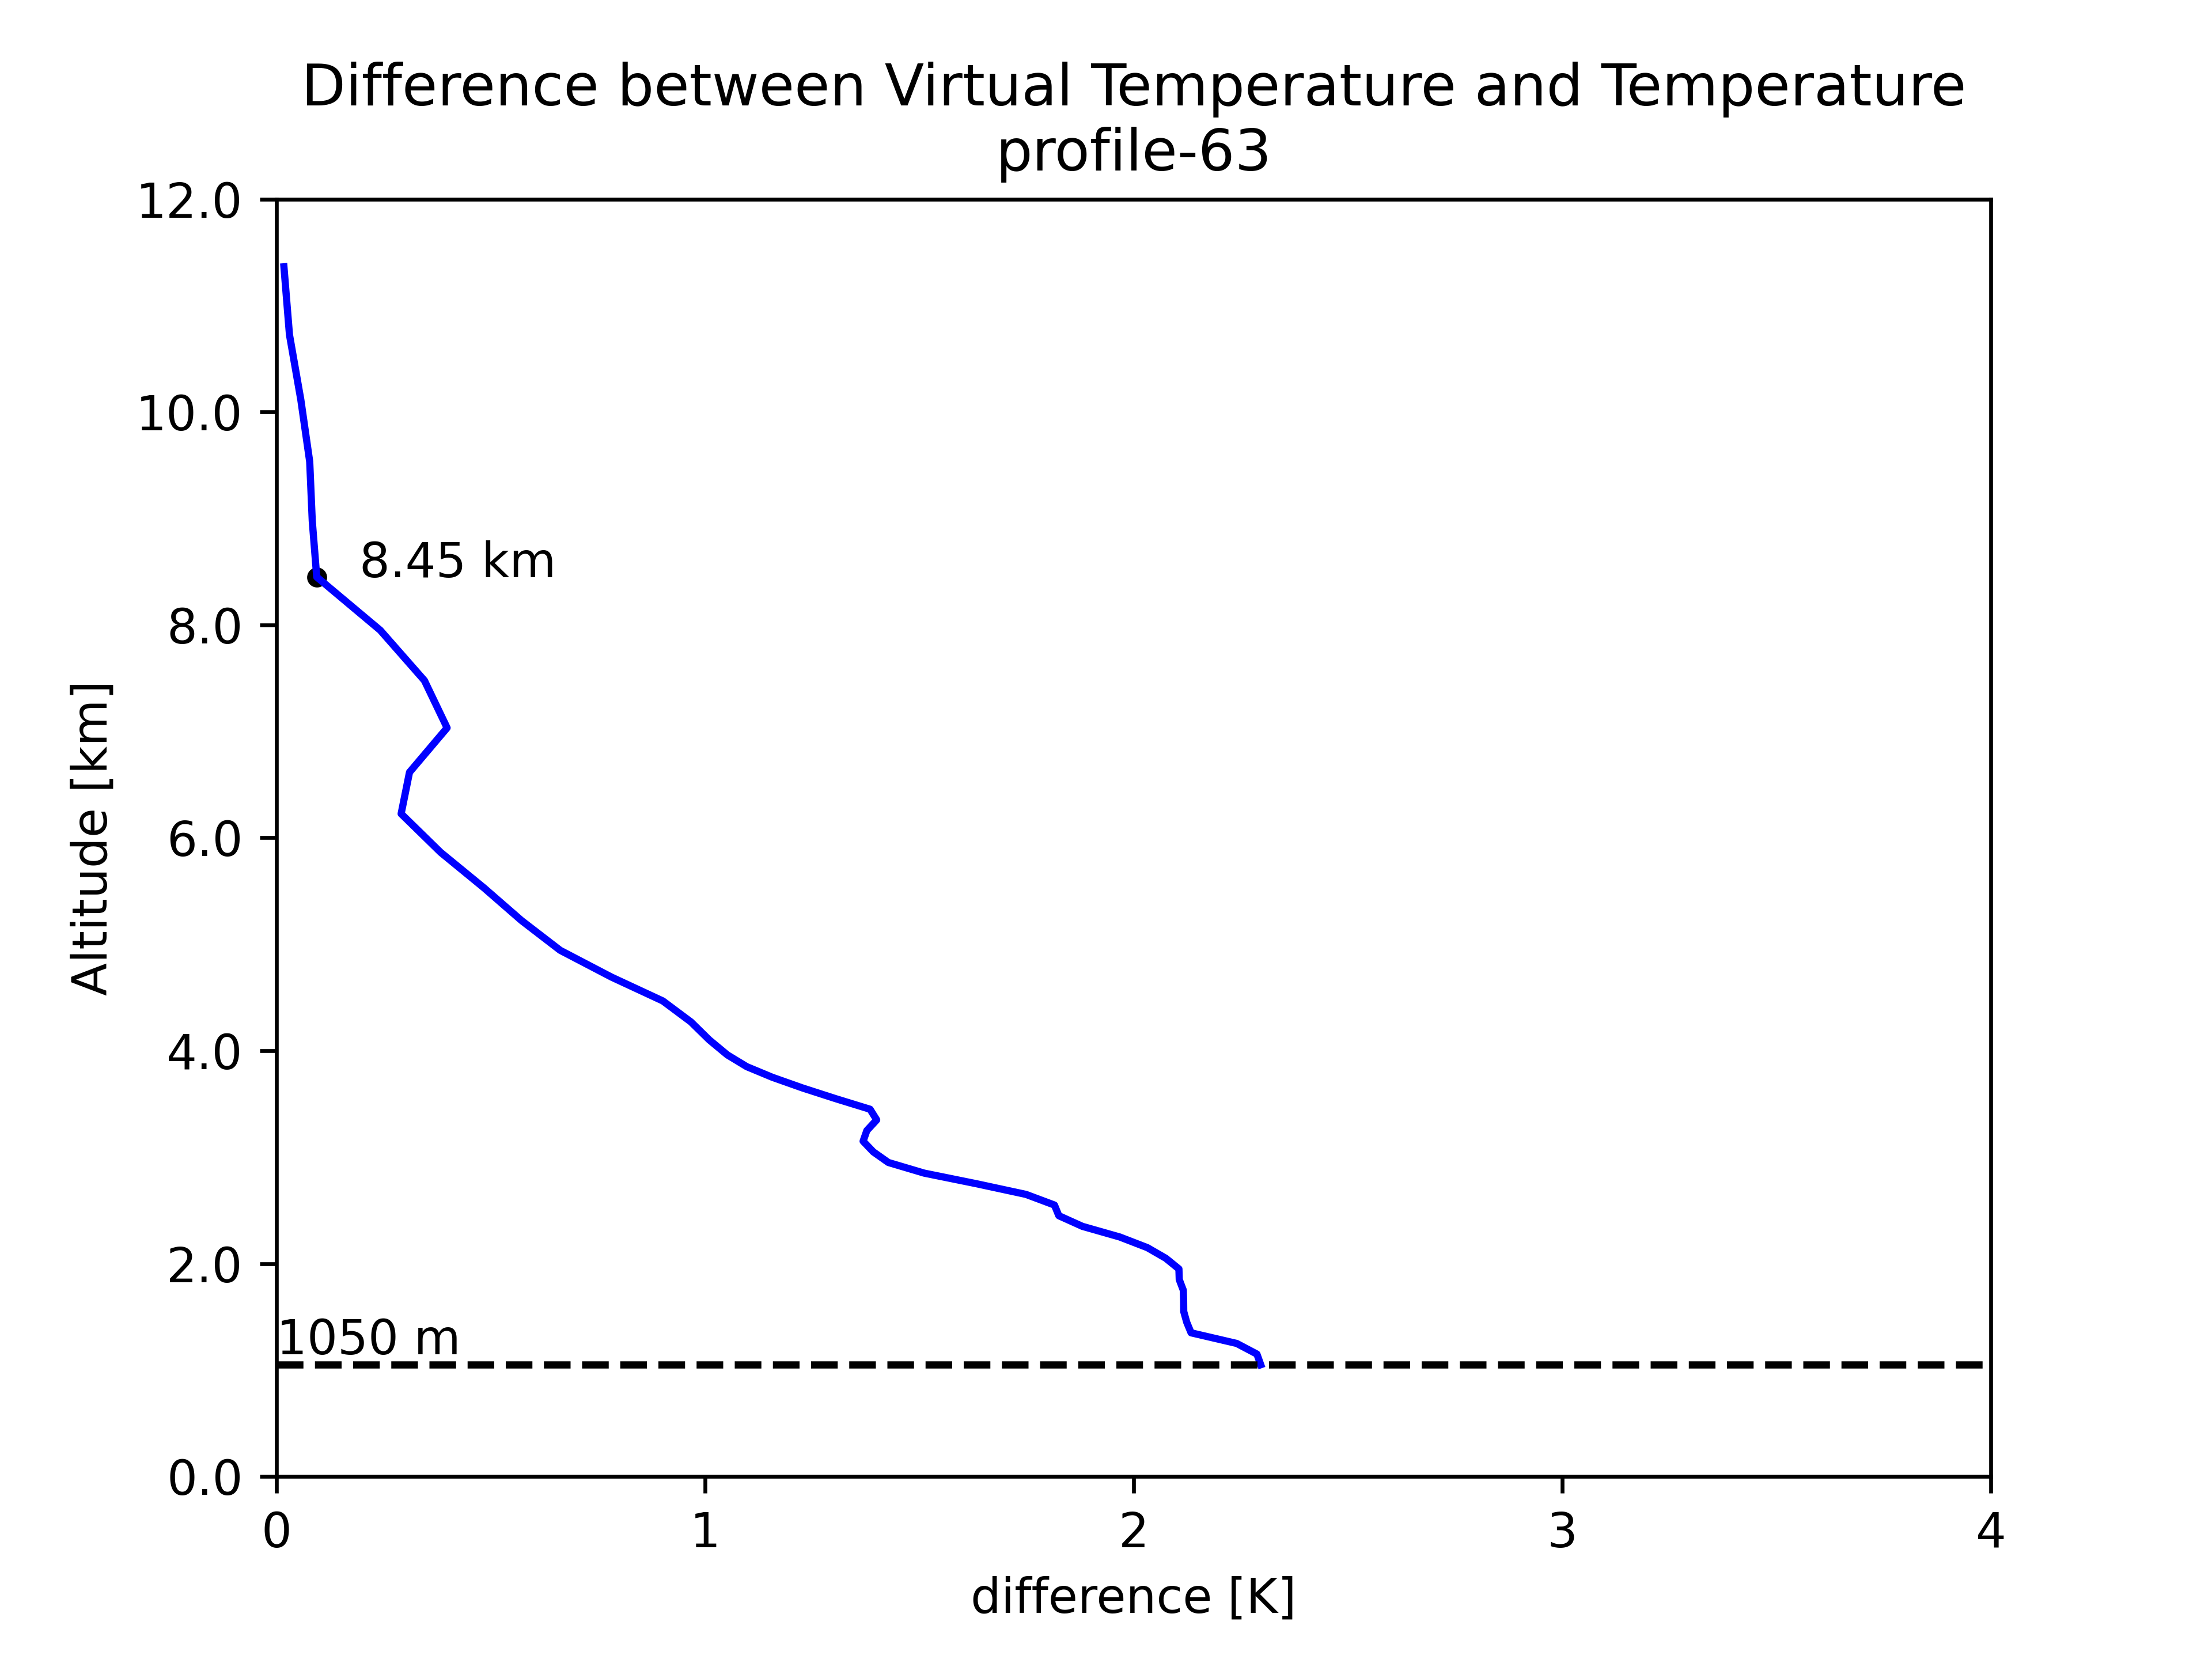 Difference between Virtual Temperature and Temperature
profile-63
12.0
10.0
8.0
6.0
4.0
2.0
0.0
Altitude [km]
8.45 km
1050 m
0 1 2 3 4
difference [K]